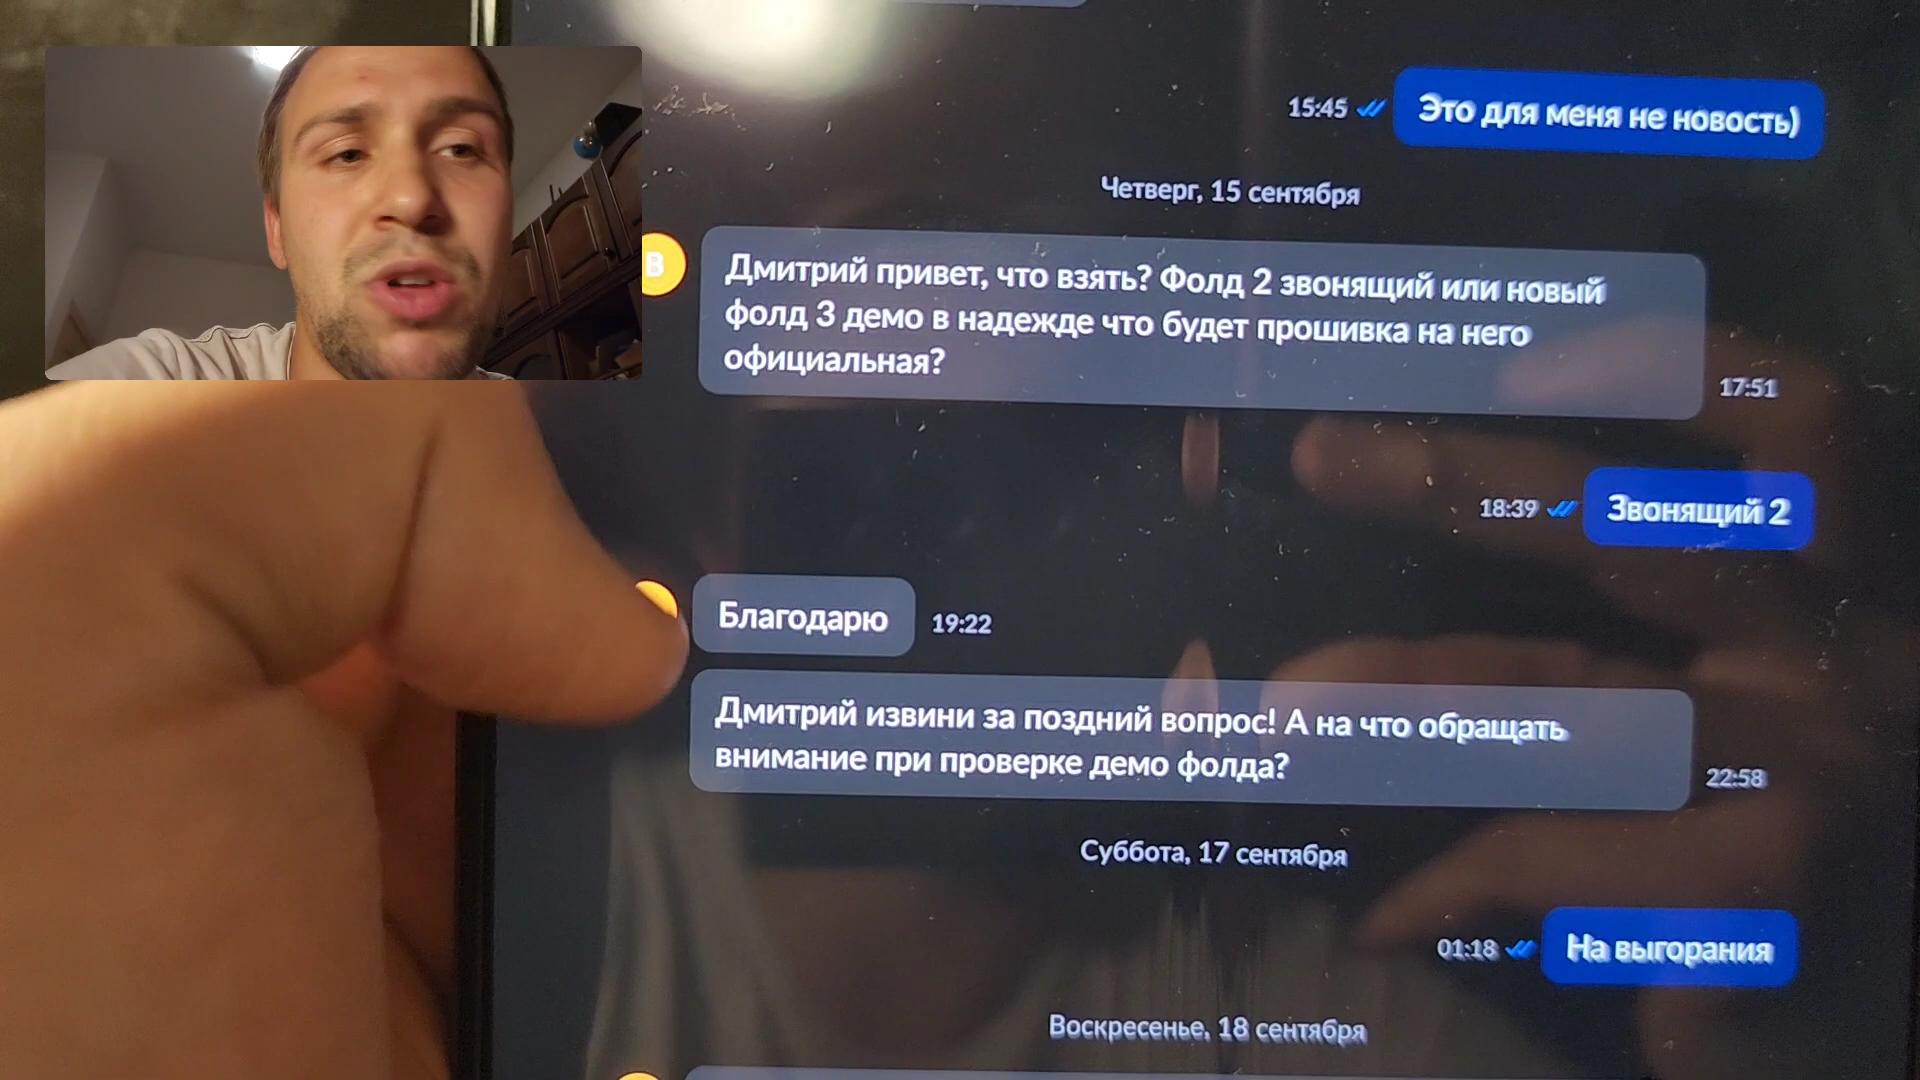 15:45 Это для меня не новость)
Четверг, 15 сентября
В
Дмитрий привет, что взять? Фолд 2 звонящий или новый
фолд 3 демо в надежде что будет прошивка на него
официальная?
17:51
18:39 Звонящий 2
Благодарю 19:22
Дмитрий извини за поздний вопрос! А на что обращать
внимание при проверке демо фолда?
22:58
Суббота, 17 сентября
01:18 На выгорания
Воскресенье, 18 сентября